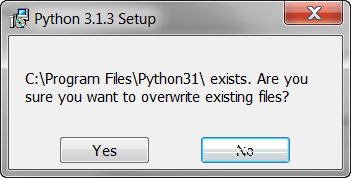 Python 3.1.3 Setup
C:\Program Files\Python31\ exists. Are you
sure you want to overwrite existing files?
Yes
No